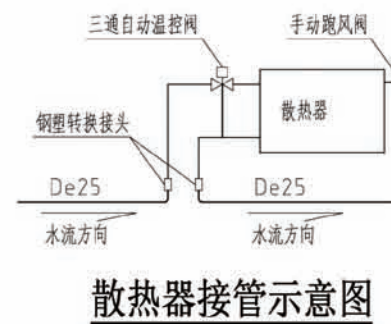 三通自动温控阀 手动跑风阀
散热器
钢塑转换接头
De25 De25
水流方向 水流方向
散热器接管示意图